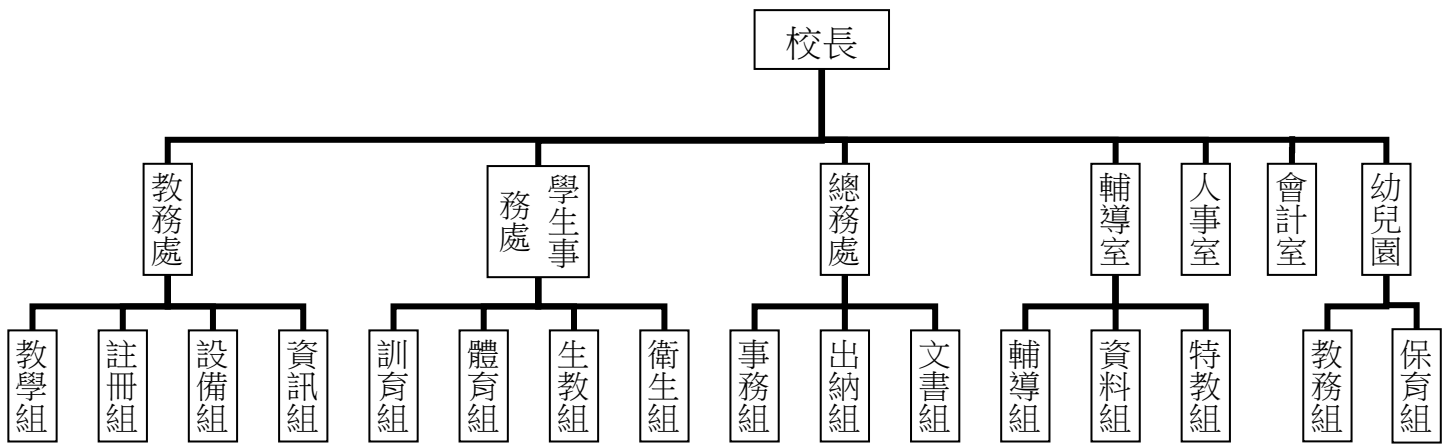 校長
教務處
學生事
務處
總務處
輔導室
人事室
會計室
幼兒園
教學組
註冊組
設備組
資訊組
訓育組
體育組
生教組
衛生組
事務組
出納組
文書組
輔導組
資料組
特教組
教務組
保育組